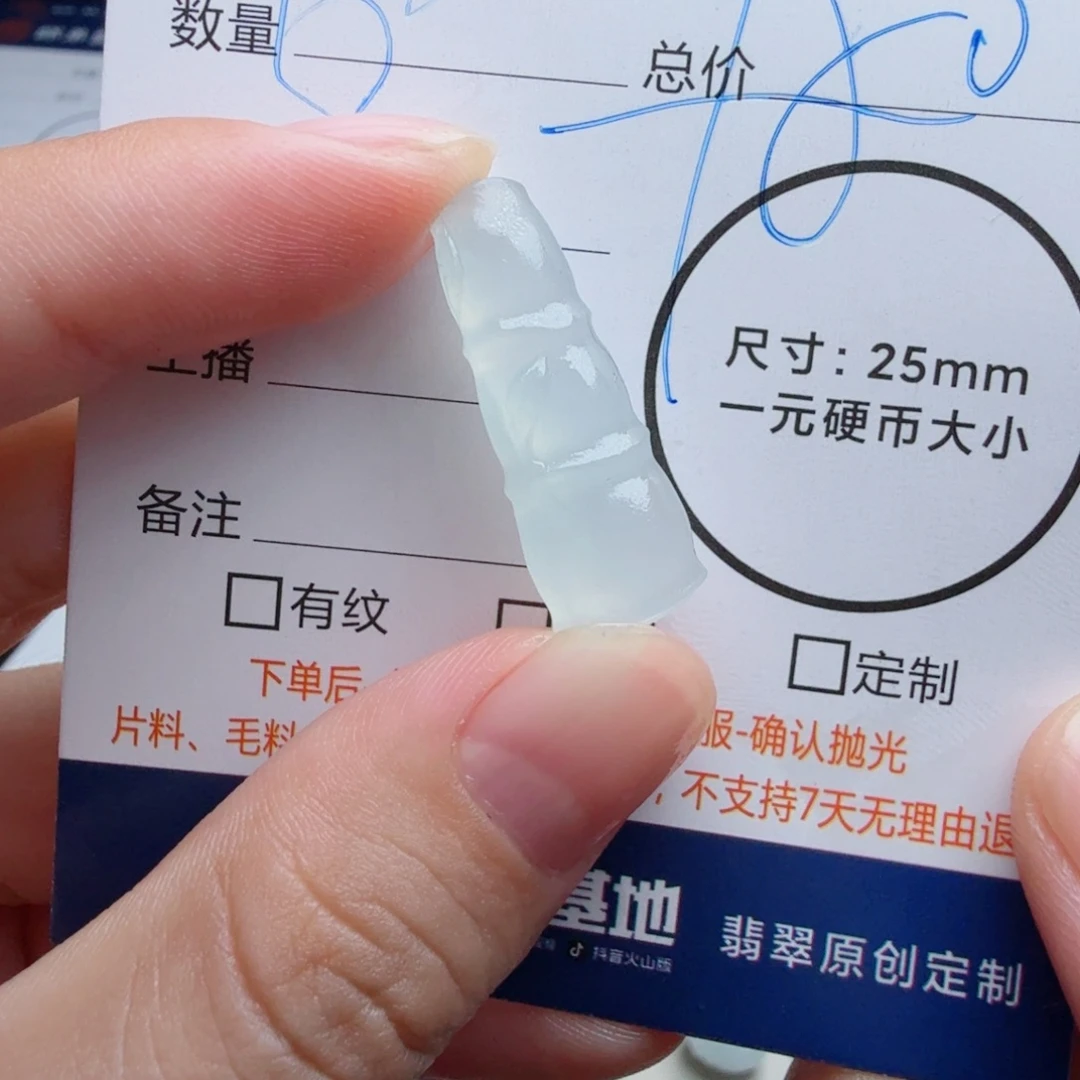 数量
总价
主播
尺寸：25mm
一元硬币大小
备注
有纹
定制
下单后
服-确认抛光
片料、毛料
，不支持7天无理由退
基地
抖音火山版
翡翠原创定制